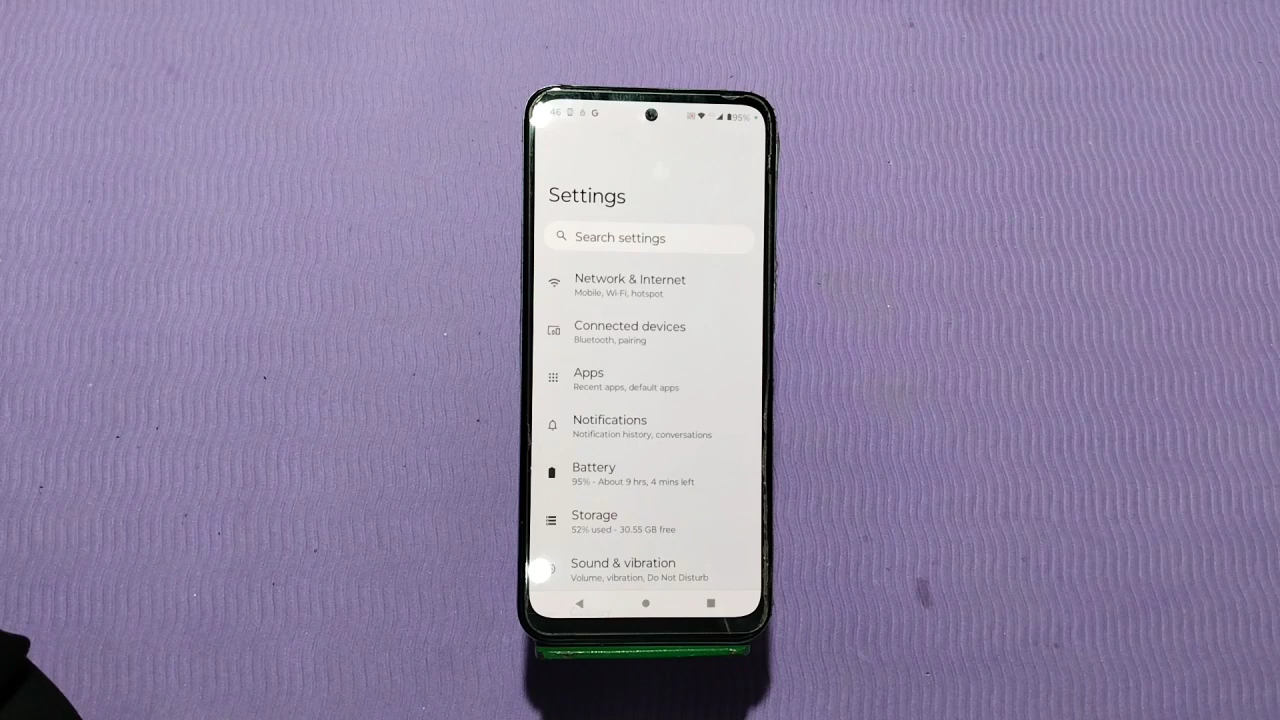 46 6 G 95%
Settings
Search settings
Network & Internet
Mobile, Wi-Fi, hotspot
Connected devices
Bluetooth, pairing
Apps
Recent apps, default apps
Notifications
Notification history, conversations
Battery
95% - About 9 hrs, 4 mins left
Storage
52% used - 30.55 GB free
Sound & vibration
Volume, vibration, Do Not Disturb